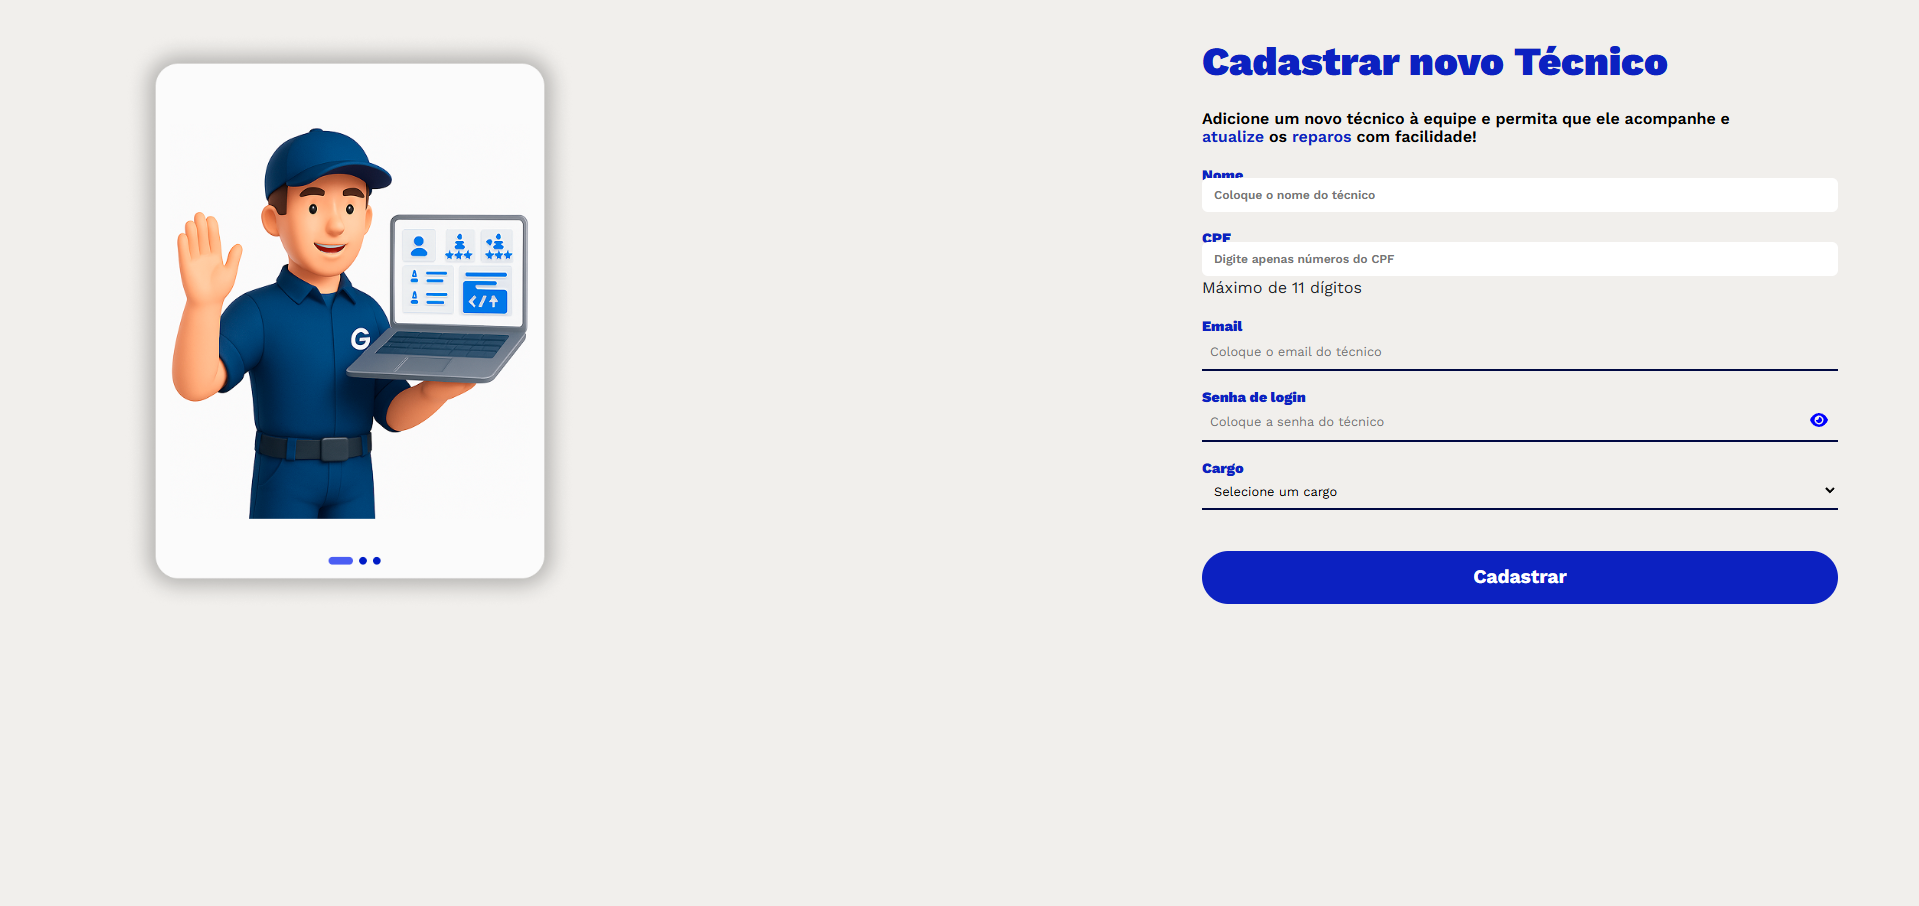 Cadastrar novo Técnico
Adicione um novo técnico à equipe e permita que ele acompanhe e
atualize os reparos com facilidade!
Nome
Coloque o nome do técnico
CPF
Digite apenas números do CPF
Máximo de 11 dígitos
Email
Coloque o email do técnico
Senha de login
Coloque a senha do técnico
Cargo
Selecione um cargo
Cadastrar
G